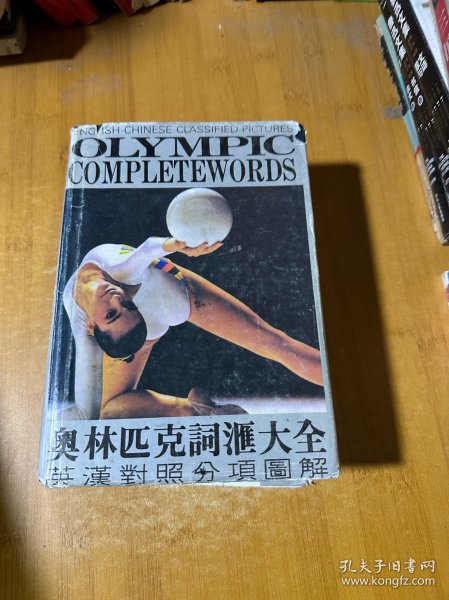 ENGLISH-CHINESE CLASSIFIED PICTURES
OLYMPIC
COMPLETEWORDS
奧林匹克詞滙大全
英漢對照分項圖解
孔夫子旧书网
www.kongfz.com